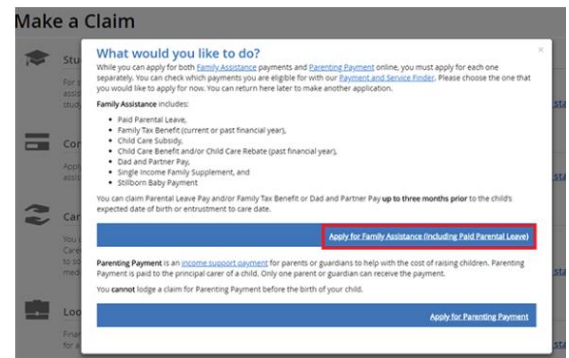 Make a Claim
What would you like to do?
×
While you can apply for both Family Assistance payments and Parenting Payment online, you must apply for each one
separately. You can check which payments you are eligible for with our Payment and Service Finder. Please choose the one that
you would like to apply for now. You can return here later to make another application.
Family Assistance includes:
• Paid Parental Leave,
• Family Tax Benefit (current or past financial year),
• Child Care Subsidy,
• Child Care Benefit and/or Child Care Rebate (past financial year),
• Dad and Partner Pay,
• Single Income Family Supplement, and
• Stillborn Baby Payment
You can claim Parental Leave Pay and/or Family Tax Benefit or Dad and Partner Pay up to three months prior to the child's
expected date of birth or entrustment to care date.
Apply for Family Assistance (including Paid Parental Leave)
Parenting Payment is an income support payment for parents or guardians to help with the cost of raising children. Parenting
Payment is paid to the principal carer of a child. Only one parent or guardian can receive the payment.
You cannot lodge a claim for Parenting Payment before the birth of your child.
Apply for Parenting Payment